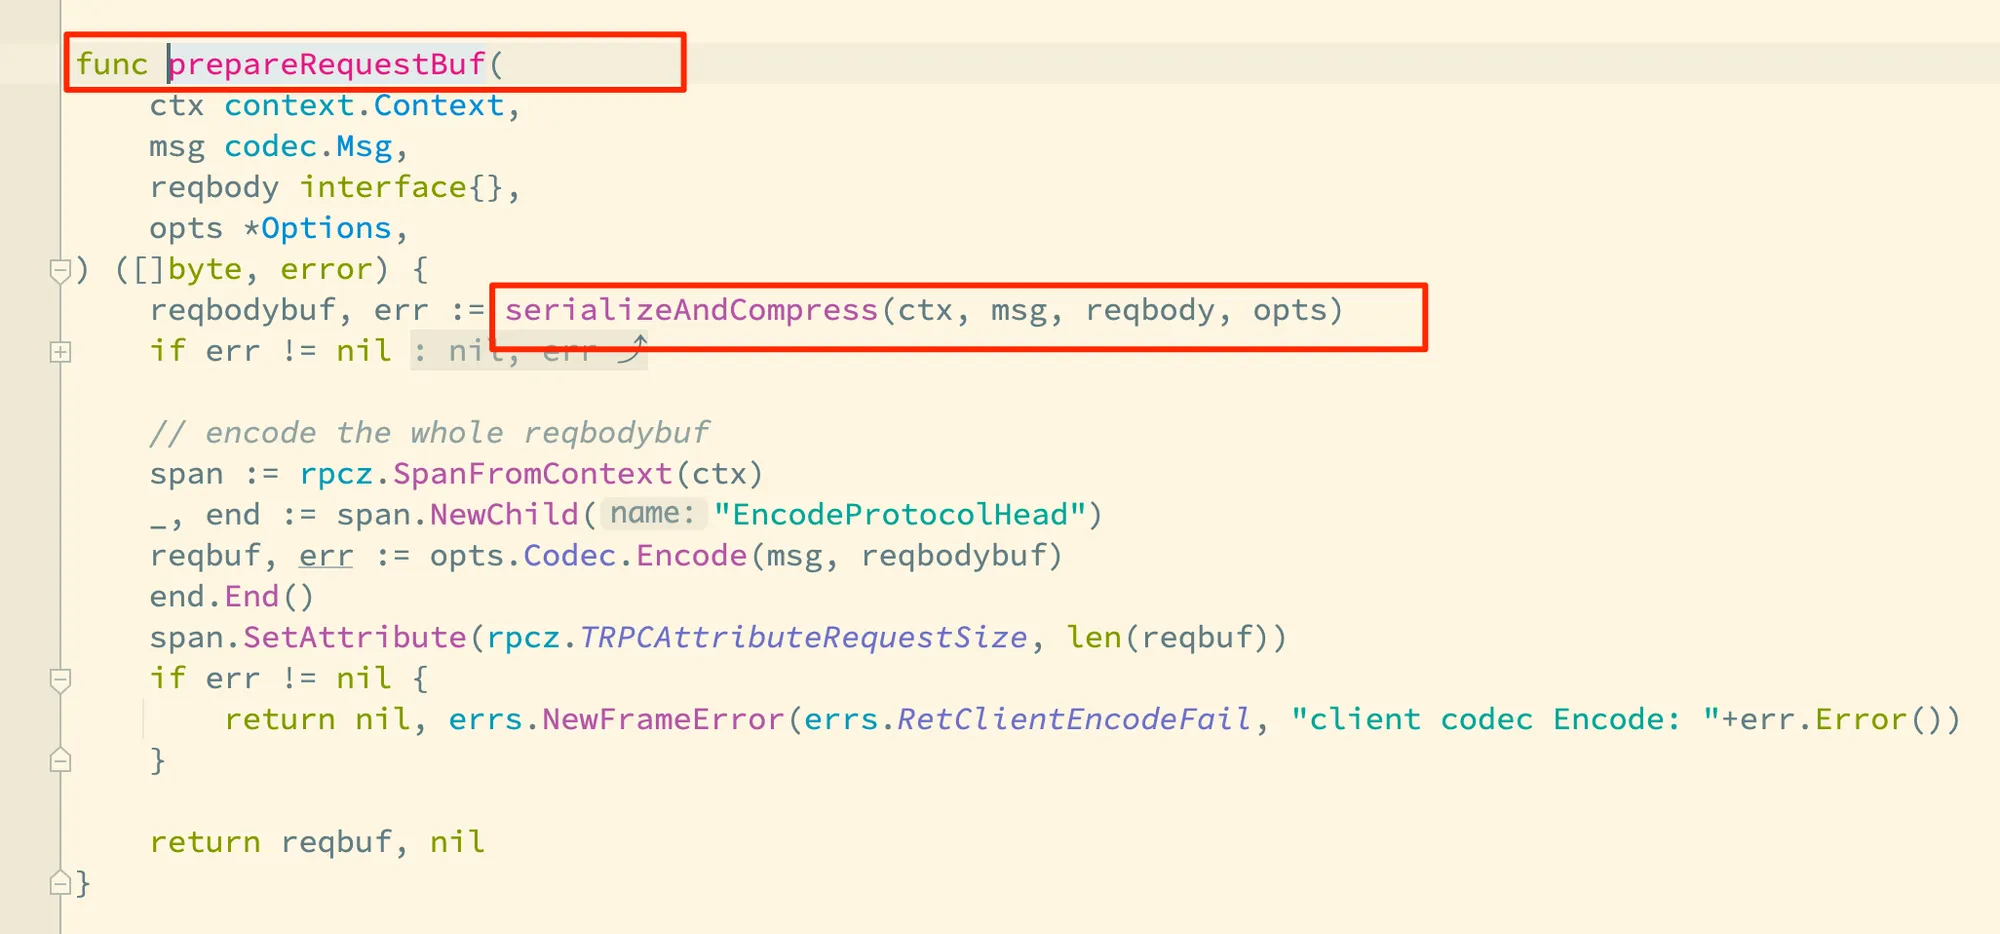 func prepareRequestBuf(
ctx context.Context,
msg codec.Msg,
reqbody interface{},
opts *Options,
) ([]byte, error) {
reqbodybuf, err := serializeAndCompress(ctx, msg, reqbody, opts)
if err != nil : nil, err ⤴
// encode the whole reqbodybuf
span := rpcz.SpanFromContext(ctx)
_, end := span.NewChild( name: "EncodeProtocolHead")
reqbuf, err := opts.Codec.Encode(msg, reqbodybuf)
end.End()
span.SetAttribute(rpcz.TRPCAttributeRequestSize, len(reqbuf))
if err != nil {
return nil, errs.NewFrameError(errs.RetClientEncodeFail, "client codec Encode: "+err.Error())
}
return reqbuf, nil
}